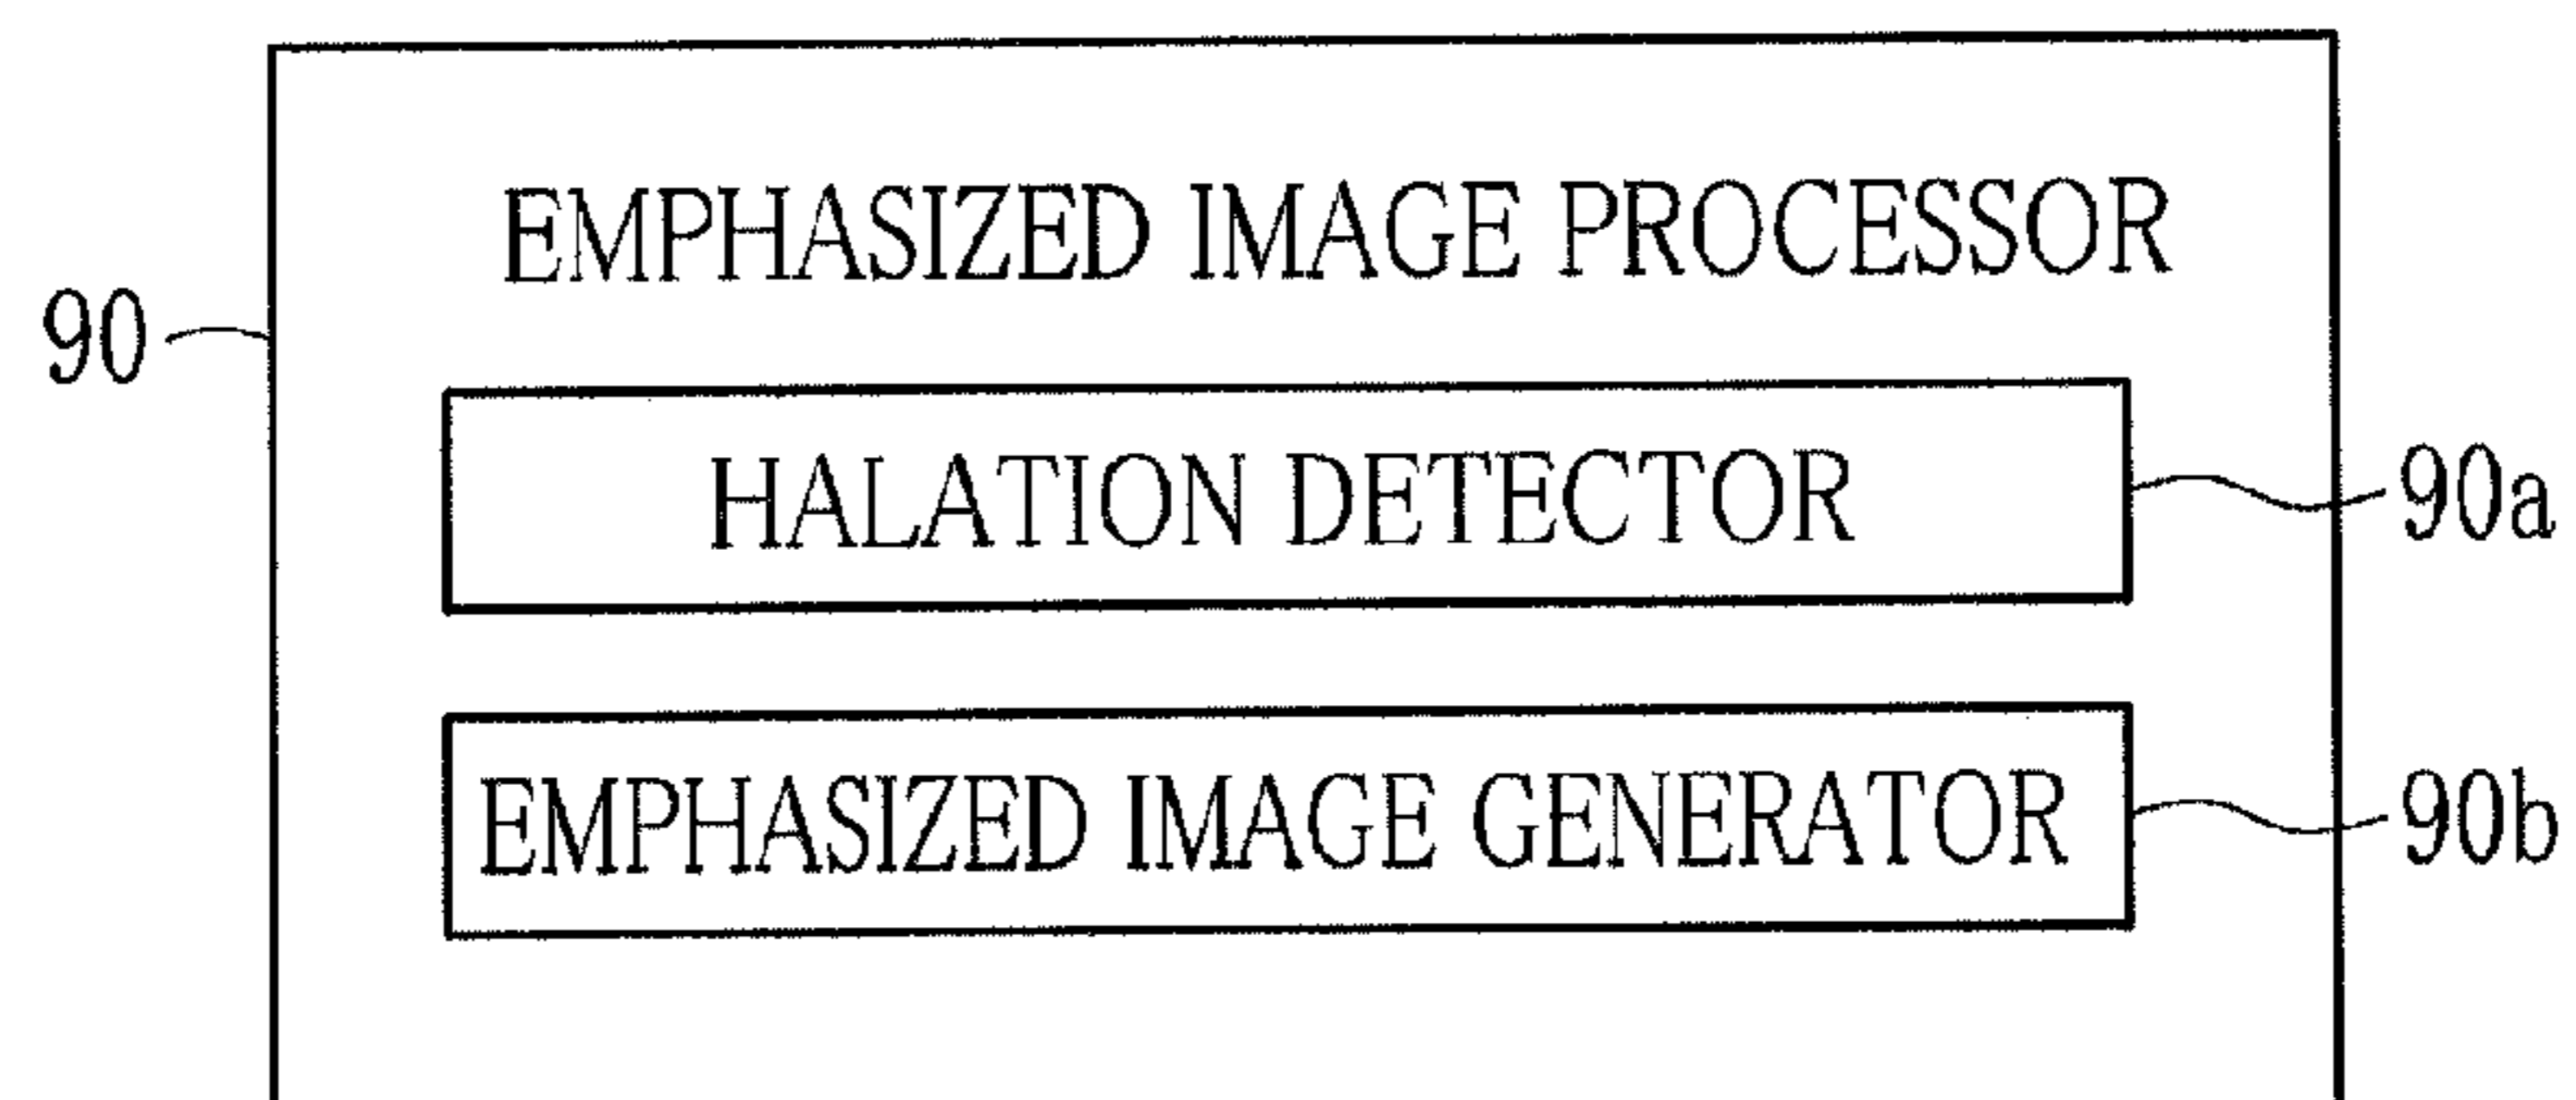 EMPHASIZED IMAGE PROCESSOR
90
HALATION DETECTOR
90a
EMPHASIZED IMAGE GENERATOR
90b